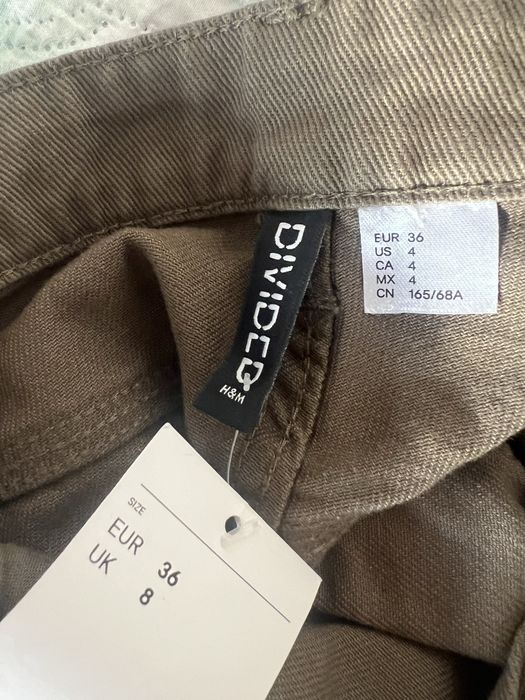 DIVIDED
H&M
EUR 36
US 4
CA 4
MX 4
CN 165/68A
SIZE
EUR 36
UK 8